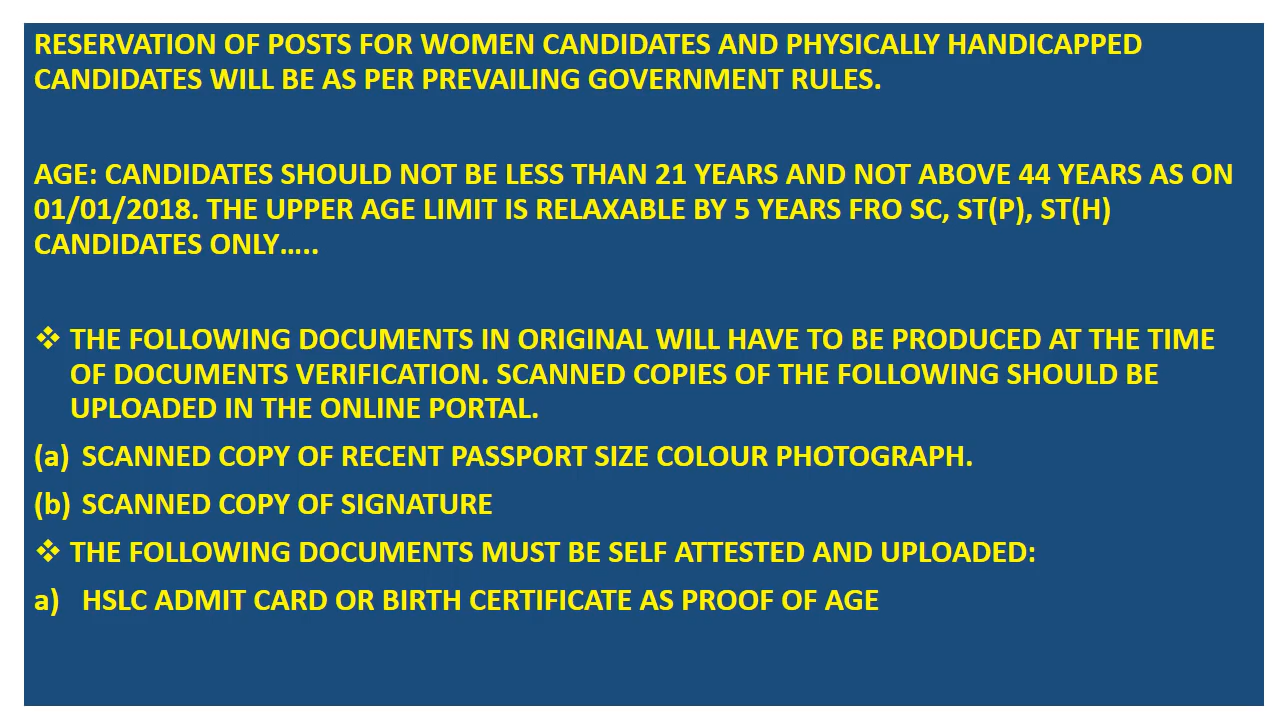 RESERVATION OF POSTS FOR WOMEN CANDIDATES AND PHYSICALLY HANDICAPPED
CANDIDATES WILL BE AS PER PREVAILING GOVERNMENT RULES.
AGE: CANDIDATES SHOULD NOT BE LESS THAN 21 YEARS AND NOT ABOVE 44 YEARS AS ON
01/01/2018. THE UPPER AGE LIMIT IS RELAXABLE BY 5 YEARS FRO SC, ST(P), ST(H)
CANDIDATES ONLY.....
❖ THE FOLLOWING DOCUMENTS IN ORIGINAL WILL HAVE TO BE PRODUCED AT THE TIME
OF DOCUMENTS VERIFICATION. SCANNED COPIES OF THE FOLLOWING SHOULD BE
UPLOADED IN THE ONLINE PORTAL.
(a) SCANNED COPY OF RECENT PASSPORT SIZE COLOUR PHOTOGRAPH.
(b) SCANNED COPY OF SIGNATURE
❖ THE FOLLOWING DOCUMENTS MUST BE SELF ATTESTED AND UPLOADED:
a) HSLC ADMIT CARD OR BIRTH CERTIFICATE AS PROOF OF AGE